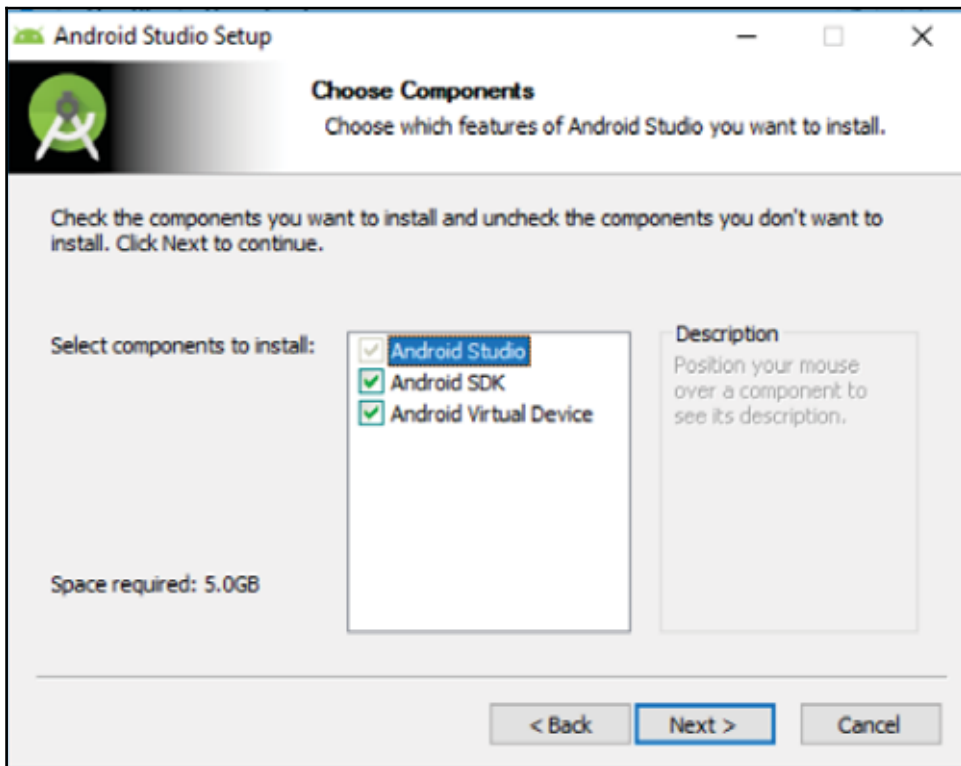 Android Studio Setup
Choose Components
Choose which features of Android Studio you want to install.
Check the components you want to install and uncheck the components you don't want to
install. Click Next to continue.
Select components to install:
Android Studio
Android SDK
Android Virtual Device
Description
Position your mouse
over a component to
see its description.
Space required: 5.0GB
< Back
Next >
Cancel